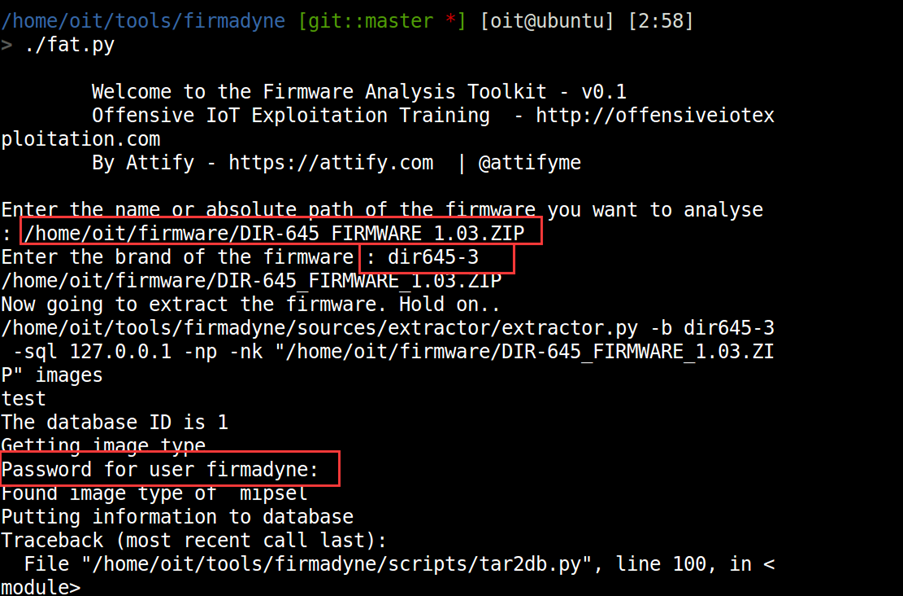 /home/oit/tools/firmadyne [git::master *] [oit@ubuntu] [2:58]
> ./fat.py
Welcome to the Firmware Analysis Toolkit - v0.1
Offensive IoT Exploitation Training  - http://offensiveiotex
ploitation.com
By Attify - https://attify.com  | @attifyme
Enter the name or absolute path of the firmware you want to analyse
: /home/oit/firmware/DIR-645_FIRMWARE_1.03.ZIP
Enter the brand of the firmware : dir645-3
/home/oit/firmware/DIR-645_FIRMWARE_1.03.ZIP
Now going to extract the firmware. Hold on..
/home/oit/tools/firmadyne/sources/extractor/extractor.py -b dir645-3
-sql 127.0.0.1 -np -nk "/home/oit/firmware/DIR-645_FIRMWARE_1.03.ZI
P" images
test
The database ID is 1
Getting image type
Password for user firmadyne:
Found image type of  mipsel
Putting information to database
Traceback (most recent call last):
File "/home/oit/tools/firmadyne/scripts/tar2db.py", line 100, in <
module>